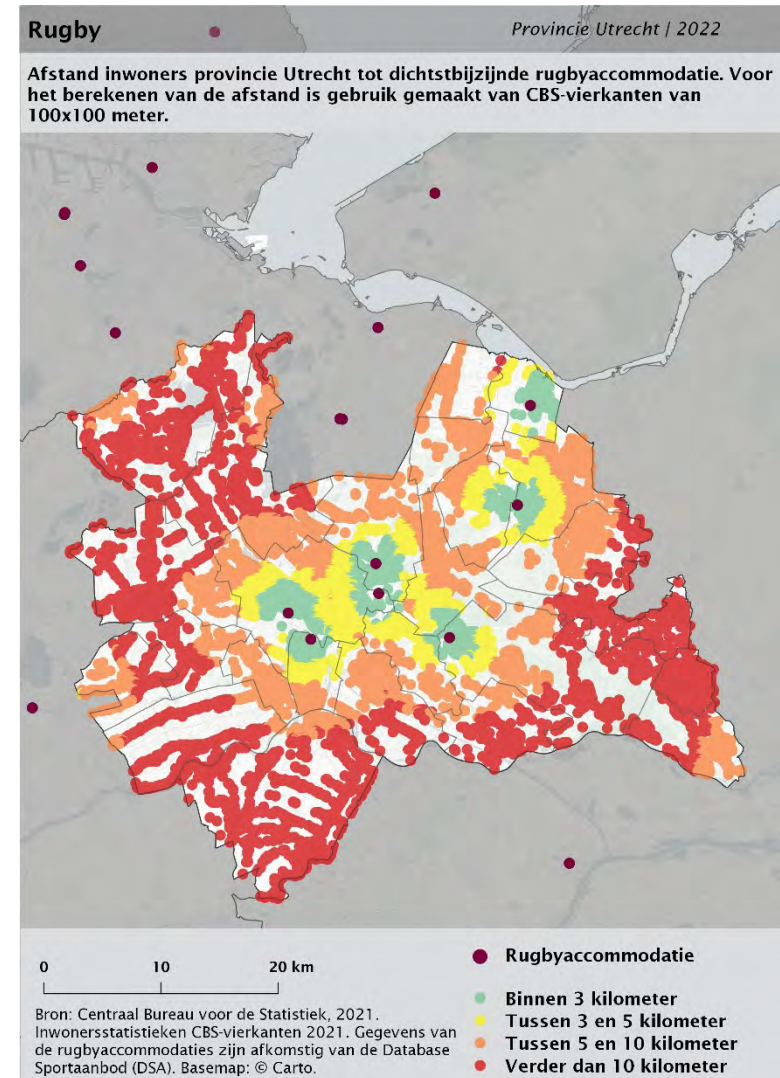 Rugby
Provincie Utrecht | 2022
Afstand inwoners provincie Utrecht tot dichtstbijzijnde rugbyaccommodatie. Voor
het berekenen van de afstand is gebruik gemaakt van CBS-vierkanten van
100x100 meter.
0 10 20 km
Bron: Centraal Bureau voor de Statistiek, 2021.
Inwonersstatistieken CBS-vierkanten 2021. Gegevens van
de rugbyaccommodaties zijn afkomstig van de Database
Sportaanbod (DSA). Basemap: © Carto.
Rugbyaccommodatie
Binnen 3 kilometer
Tussen 3 en 5 kilometer
Tussen 5 en 10 kilometer
Verder dan 10 kilometer